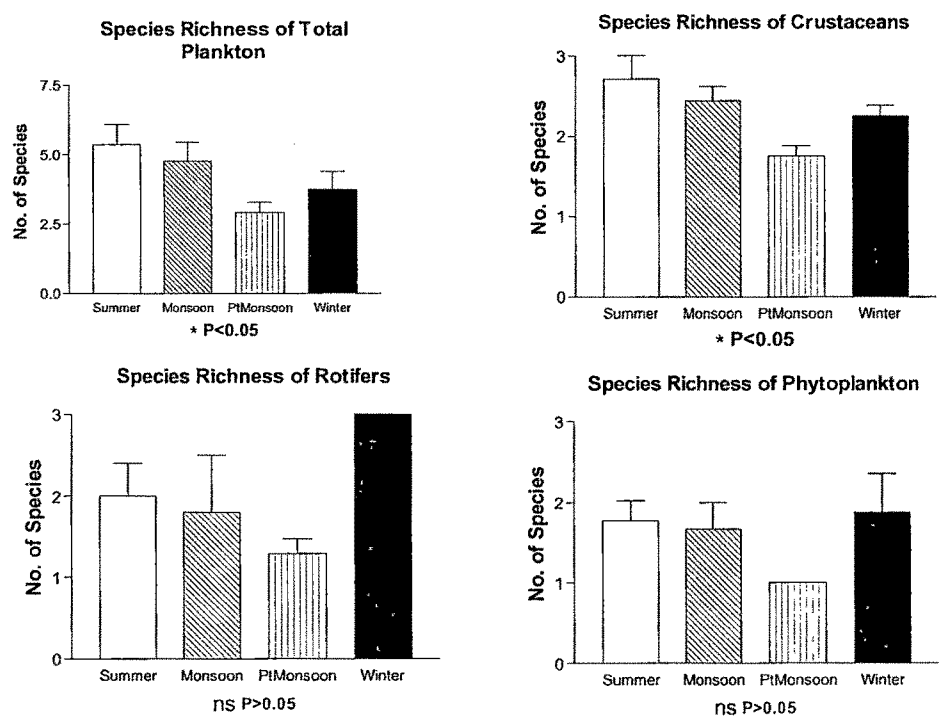 Species Richness of Total
Plankton
No. of Species
7.5
5.0
2.5
0.0
Summer Monsoon PtMonsoon Winter
* P<0.05
Species Richness of Crustaceans
No. of Species
3
2
1
0
Summer Monsoon PtMonsoon Winter
* P<0.05
Species Richness of Rotifers
No. of Species
3
2
1
0
Summer Monsoon PtMonsoon Winter
ns P>0.05
Species Richness of Phytoplankton
No. of Species
3
2
1
0
Summer Monsoon PtMonsoon Winter
ns P>0.05